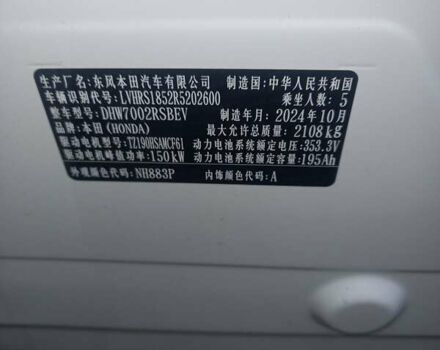 生产厂名: 东风本田汽车有限公司 制造国: 中华人民共和国
车辆识别代号: LVHRS1852R5202600 乘坐人数: 5
整车型号: DHW7002RSBEV 制造年月: 2024年10月
品牌: 本田 (HONDA) 最大允许总质量: 2108kg
驱动电机型号: TZ190HSAMCF61 动力电池系统额定电压: 353.3V
驱动电机峰值功率: 150kW 动力电池系统额定容量: 195Ah
外观颜色代码: NH883P 内饰颜色代码: A